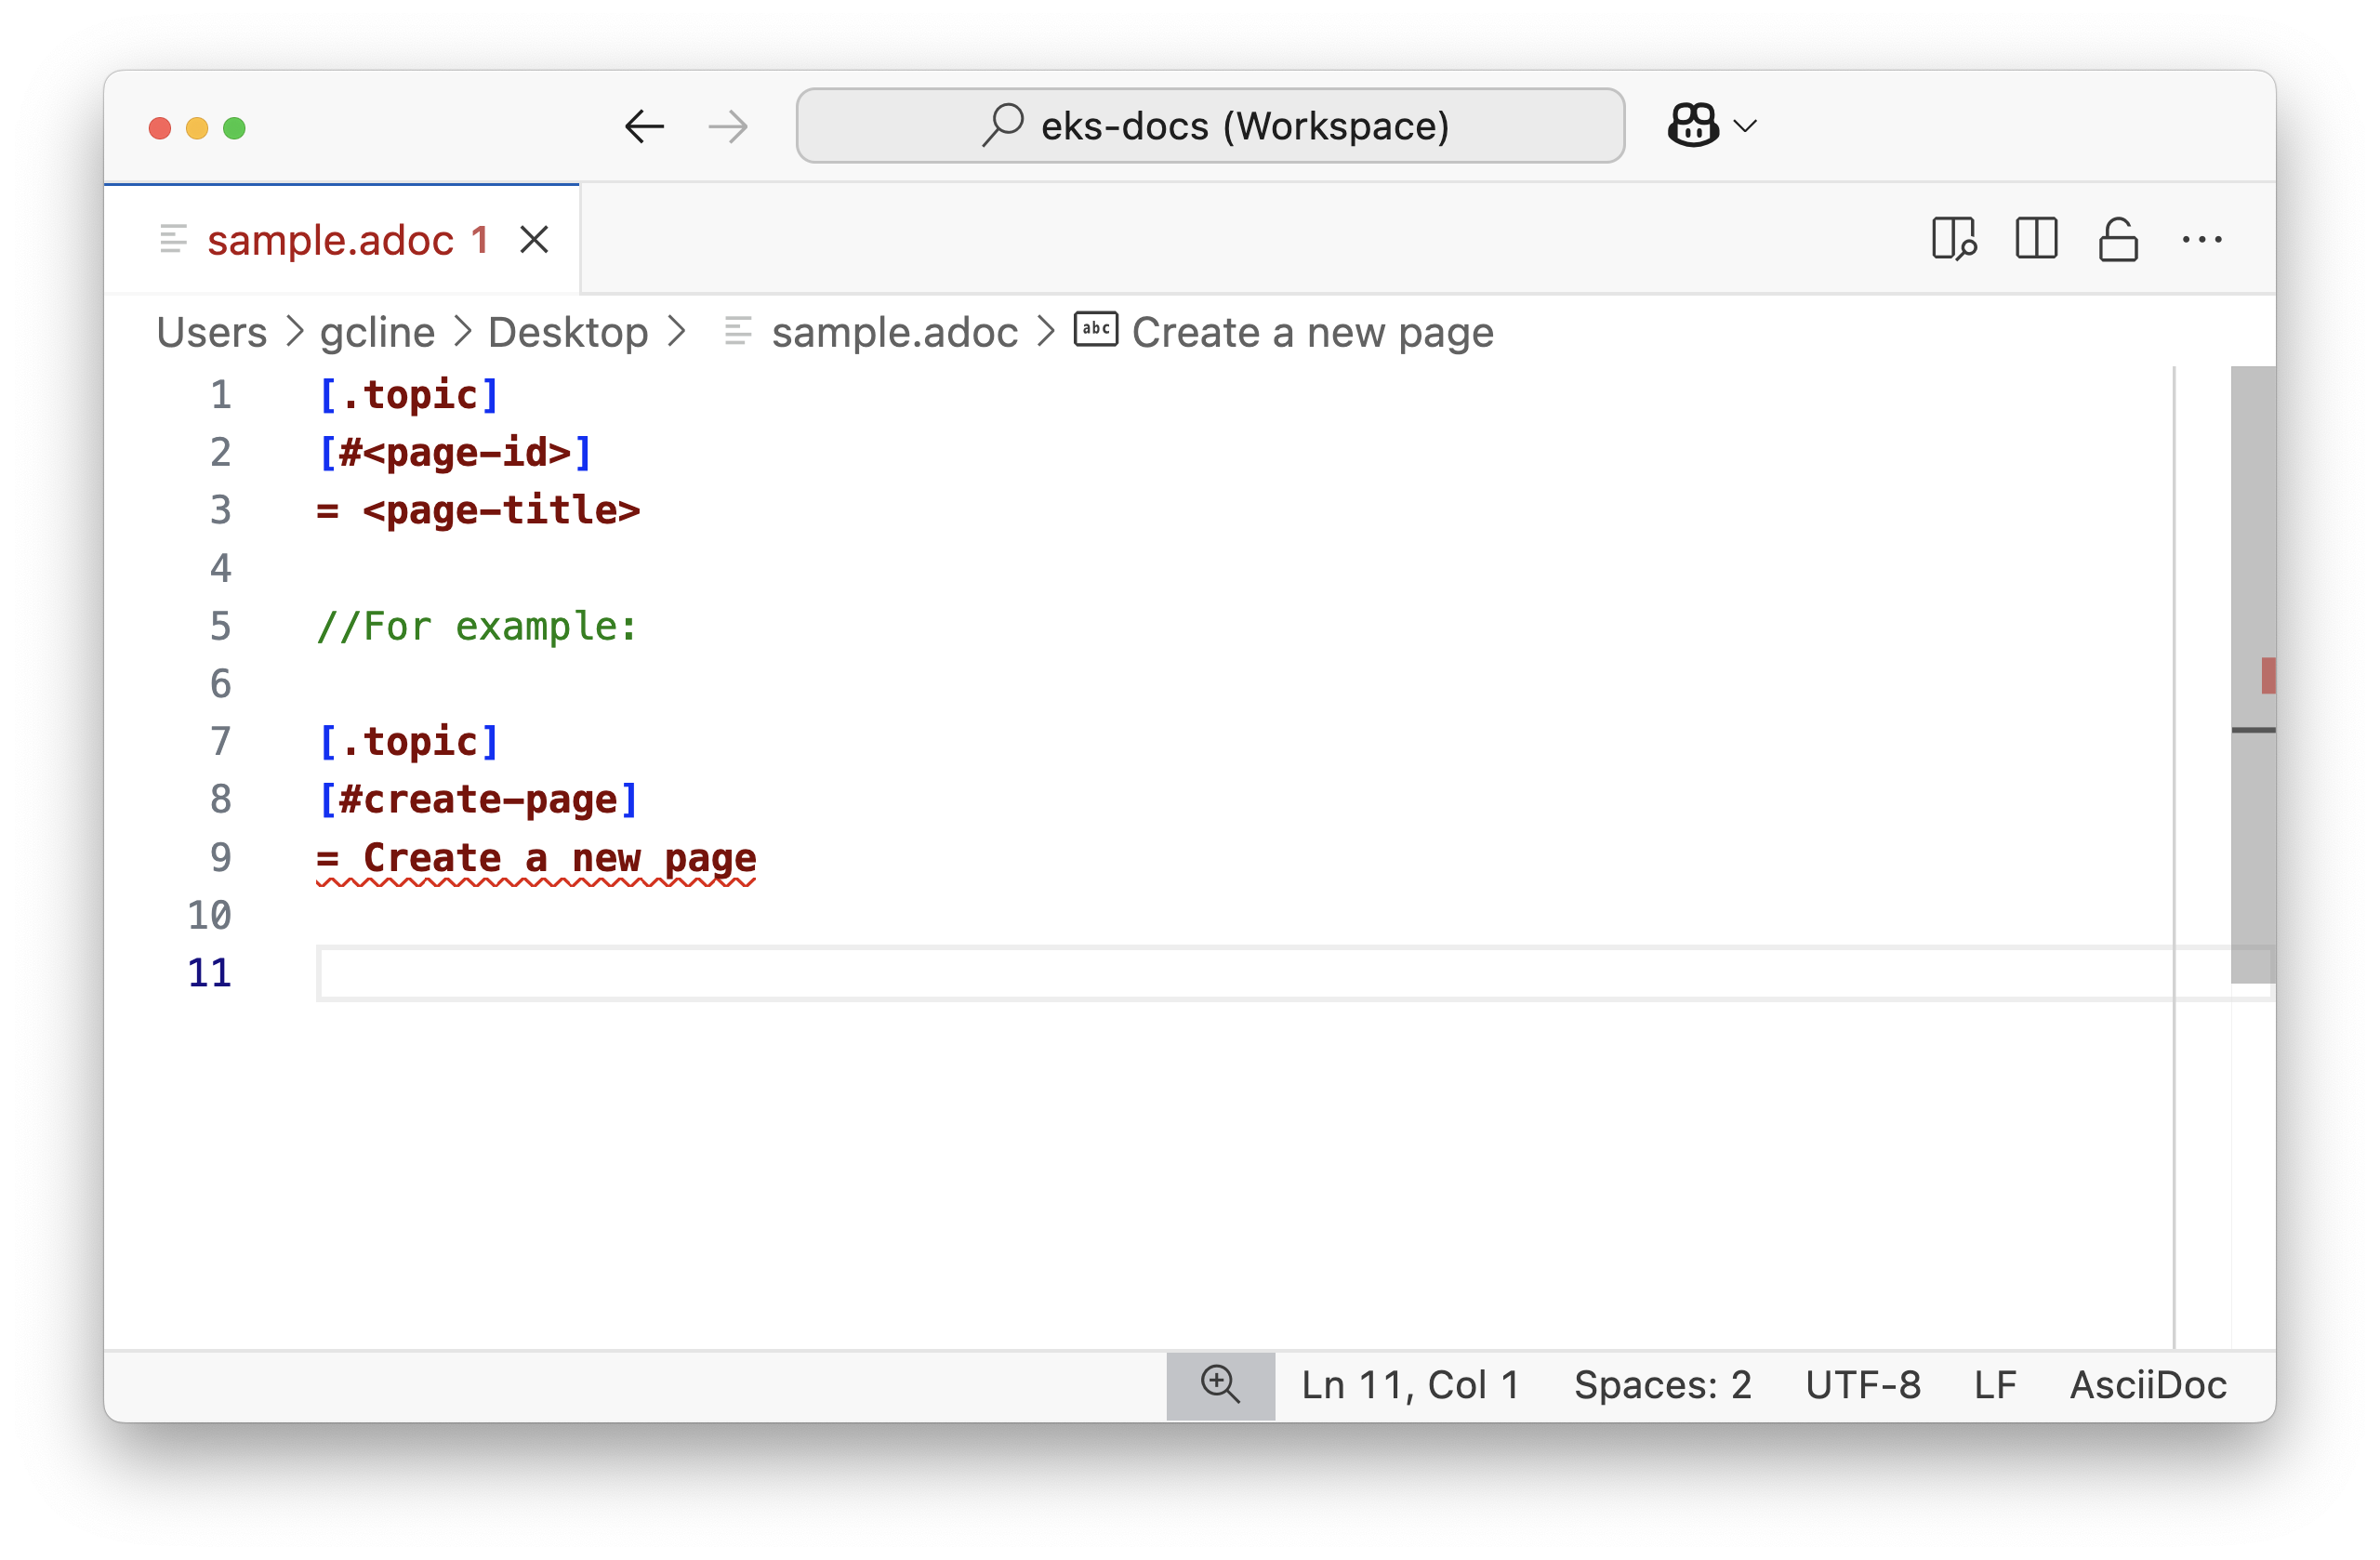 eks-docs (Workspace)
sample.adoc 1
Users > gcline > Desktop > sample.adoc > abc Create a new page
1 [.topic]
2 [#<page-id>]
3 = <page-title>
4
5 //For example:
6
7 [.topic]
8 [#create-page]
9 = Create a new page
10
11
Ln 11, Col 1 Spaces: 2 UTF-8 LF AsciiDoc